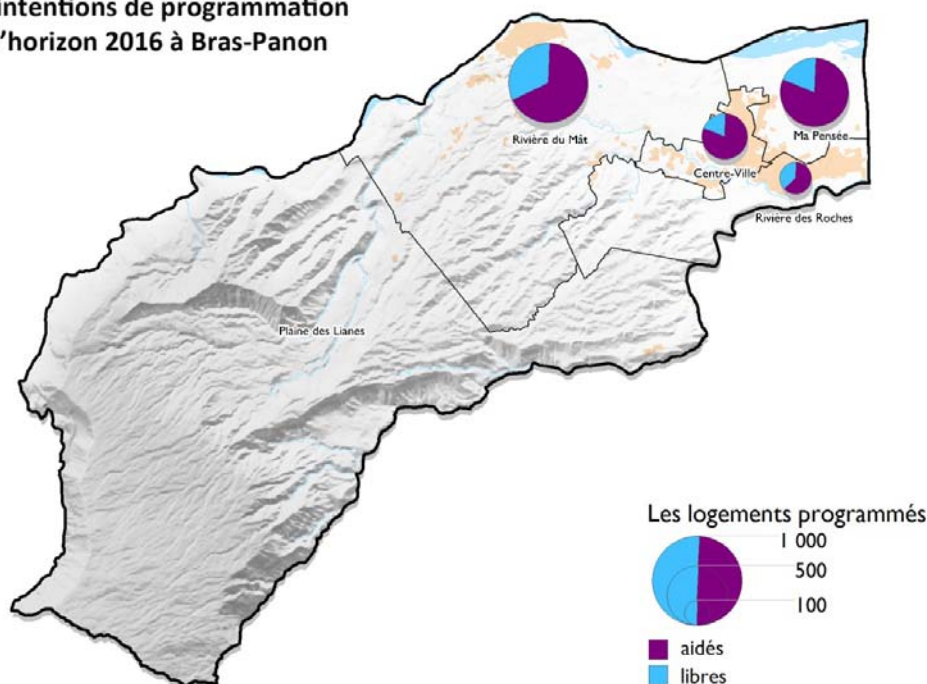 intentions de programmation
l'horizon 2016 à Bras-Panon
Rivière du Mât
Ma Pensée
Centre-Ville
Rivière des Roches
Plaine des Lianes
Les logements programmés
1 000
500
100
aidés
libres